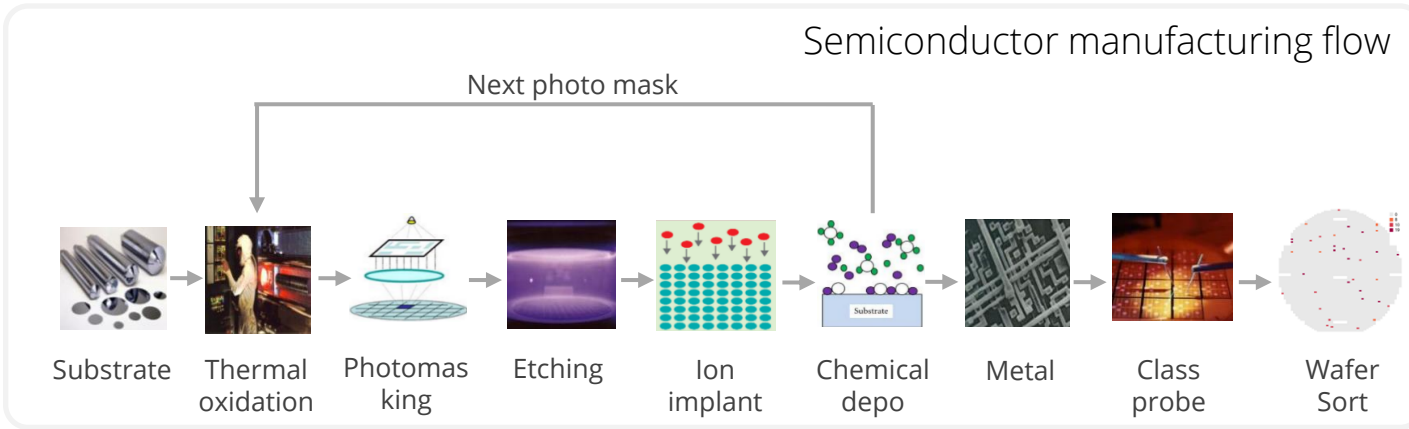 Semiconductor manufacturing flow
Next photo mask
Substrate
Substrate
Thermal
oxidation
Photomas
king
Etching
Ion
implant
Chemical
depo
Metal
Class
probe
Wafer
Sort